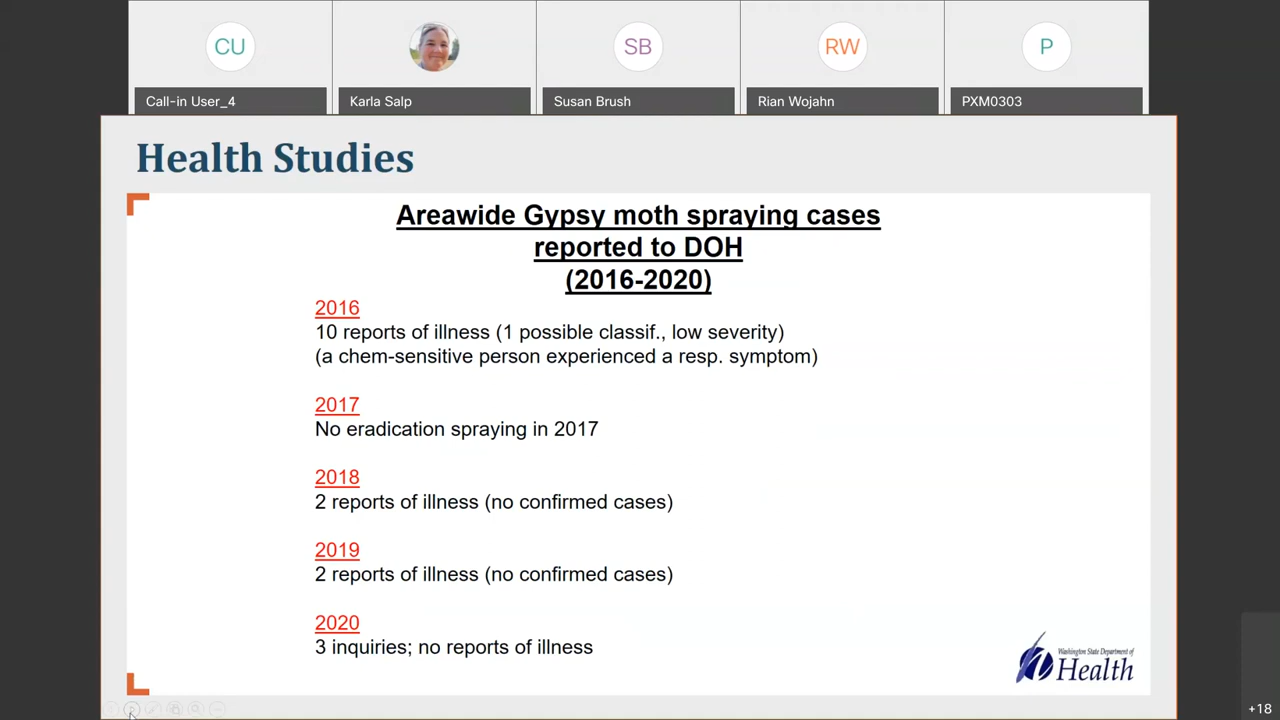 CU
SB
RW
P
Call-in User_4
Karla Salp
Susan Brush
Rian Wojahn
PXM0303
Health Studies
Areawide Gypsy moth spraying cases
reported to DOH
(2016-2020)
2016
10 reports of illness (1 possible classif., low severity)
(a chem-sensitive person experienced a resp. symptom)
2017
No eradication spraying in 2017
2018
2 reports of illness (no confirmed cases)
2019
2 reports of illness (no confirmed cases)
2020
3 inquiries; no reports of illness
Washington State Department of
Health
+18